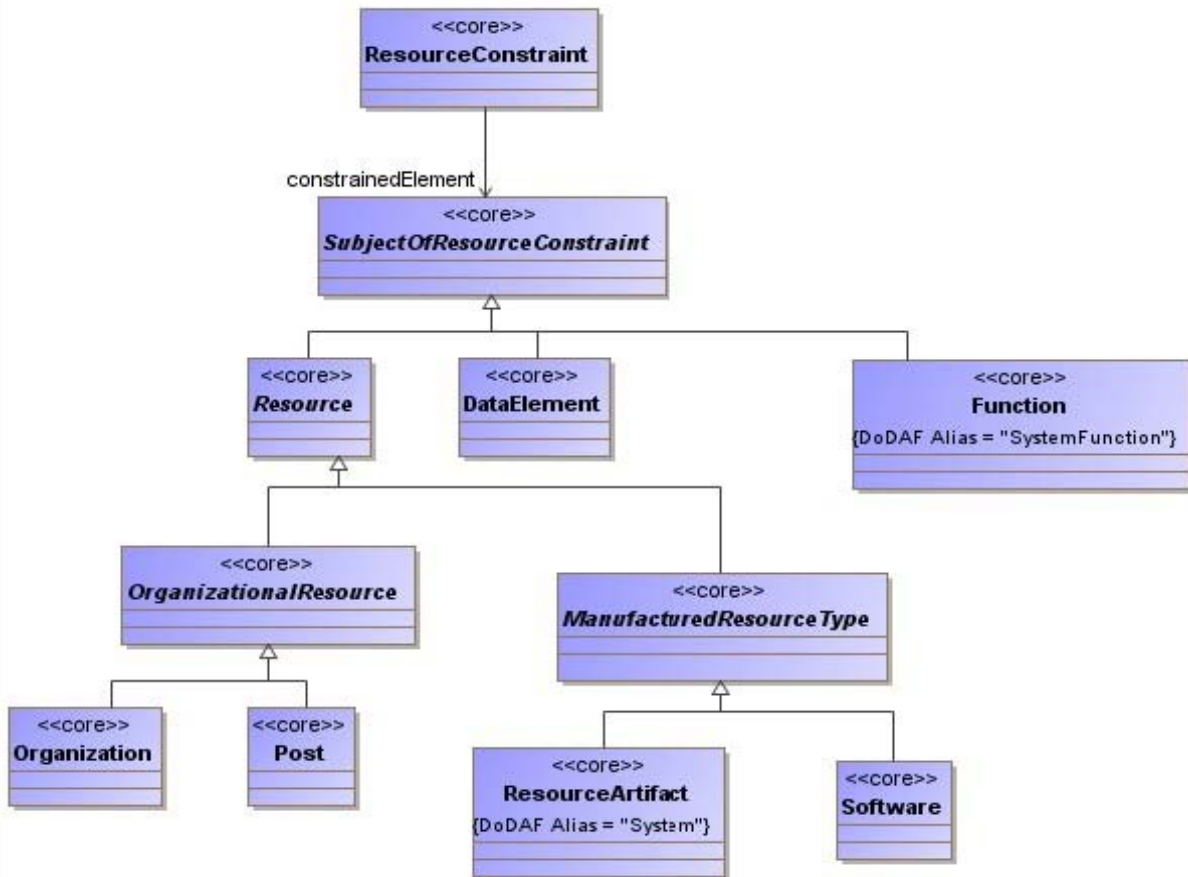 <<core>>
ResourceConstraint
constrainedElement
<<core>>
SubjectOfResourceConstraint
<<core>>
Resource
<<core>>
DataElement
<<core>>
Function
{DoDAF Alias = "SystemFunction"}
<<core>>
OrganizationalResource
<<core>>
ManufacturedResourceType
<<core>>
Organization
<<core>>
Post
<<core>>
ResourceArtifact
{DoDAF Alias = "System"}
<<core>>
Software